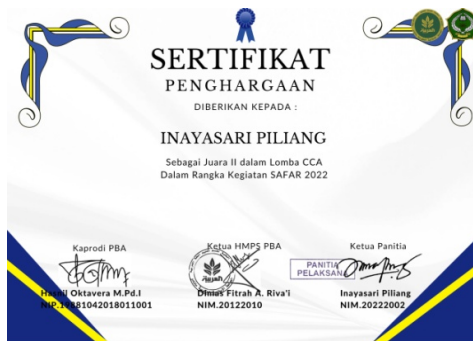 SERTIFIKAT
PENGHARGAAN
DIBERIKAN KEPADA :
INAYASARI PILIANG
Sebagai Juara II dalam Lomba CCA
Dalam Rangka Kegiatan SAFAR 2022
Kaprodi PBA
Ketua HMPS PBA
Ketua Panitia
PANITIA
PELAKSAN
Oktavera M.Pd.I
Fitrah A. Riva'i
Inayasari Piliang
NIM.20122010
NIM.20222002